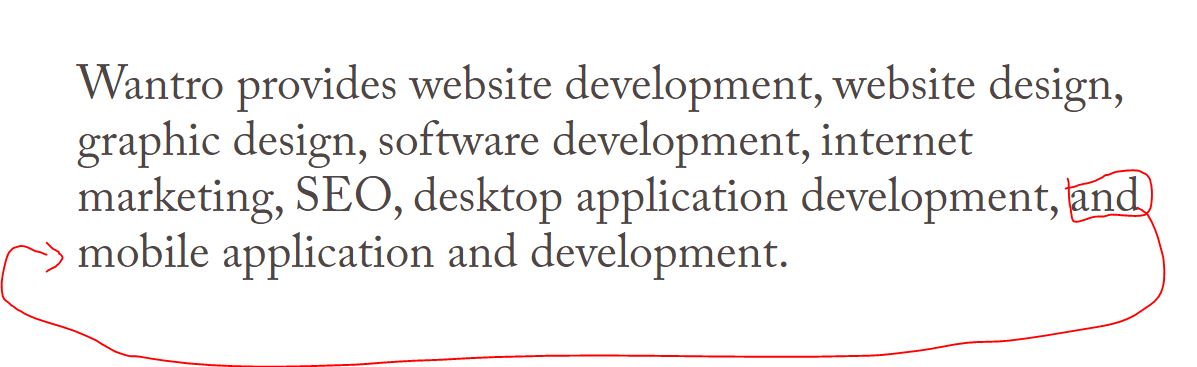 Wantro provides website development, website design,
graphic design, software development, internet
marketing, SEO, desktop application development, and
mobile application and development.